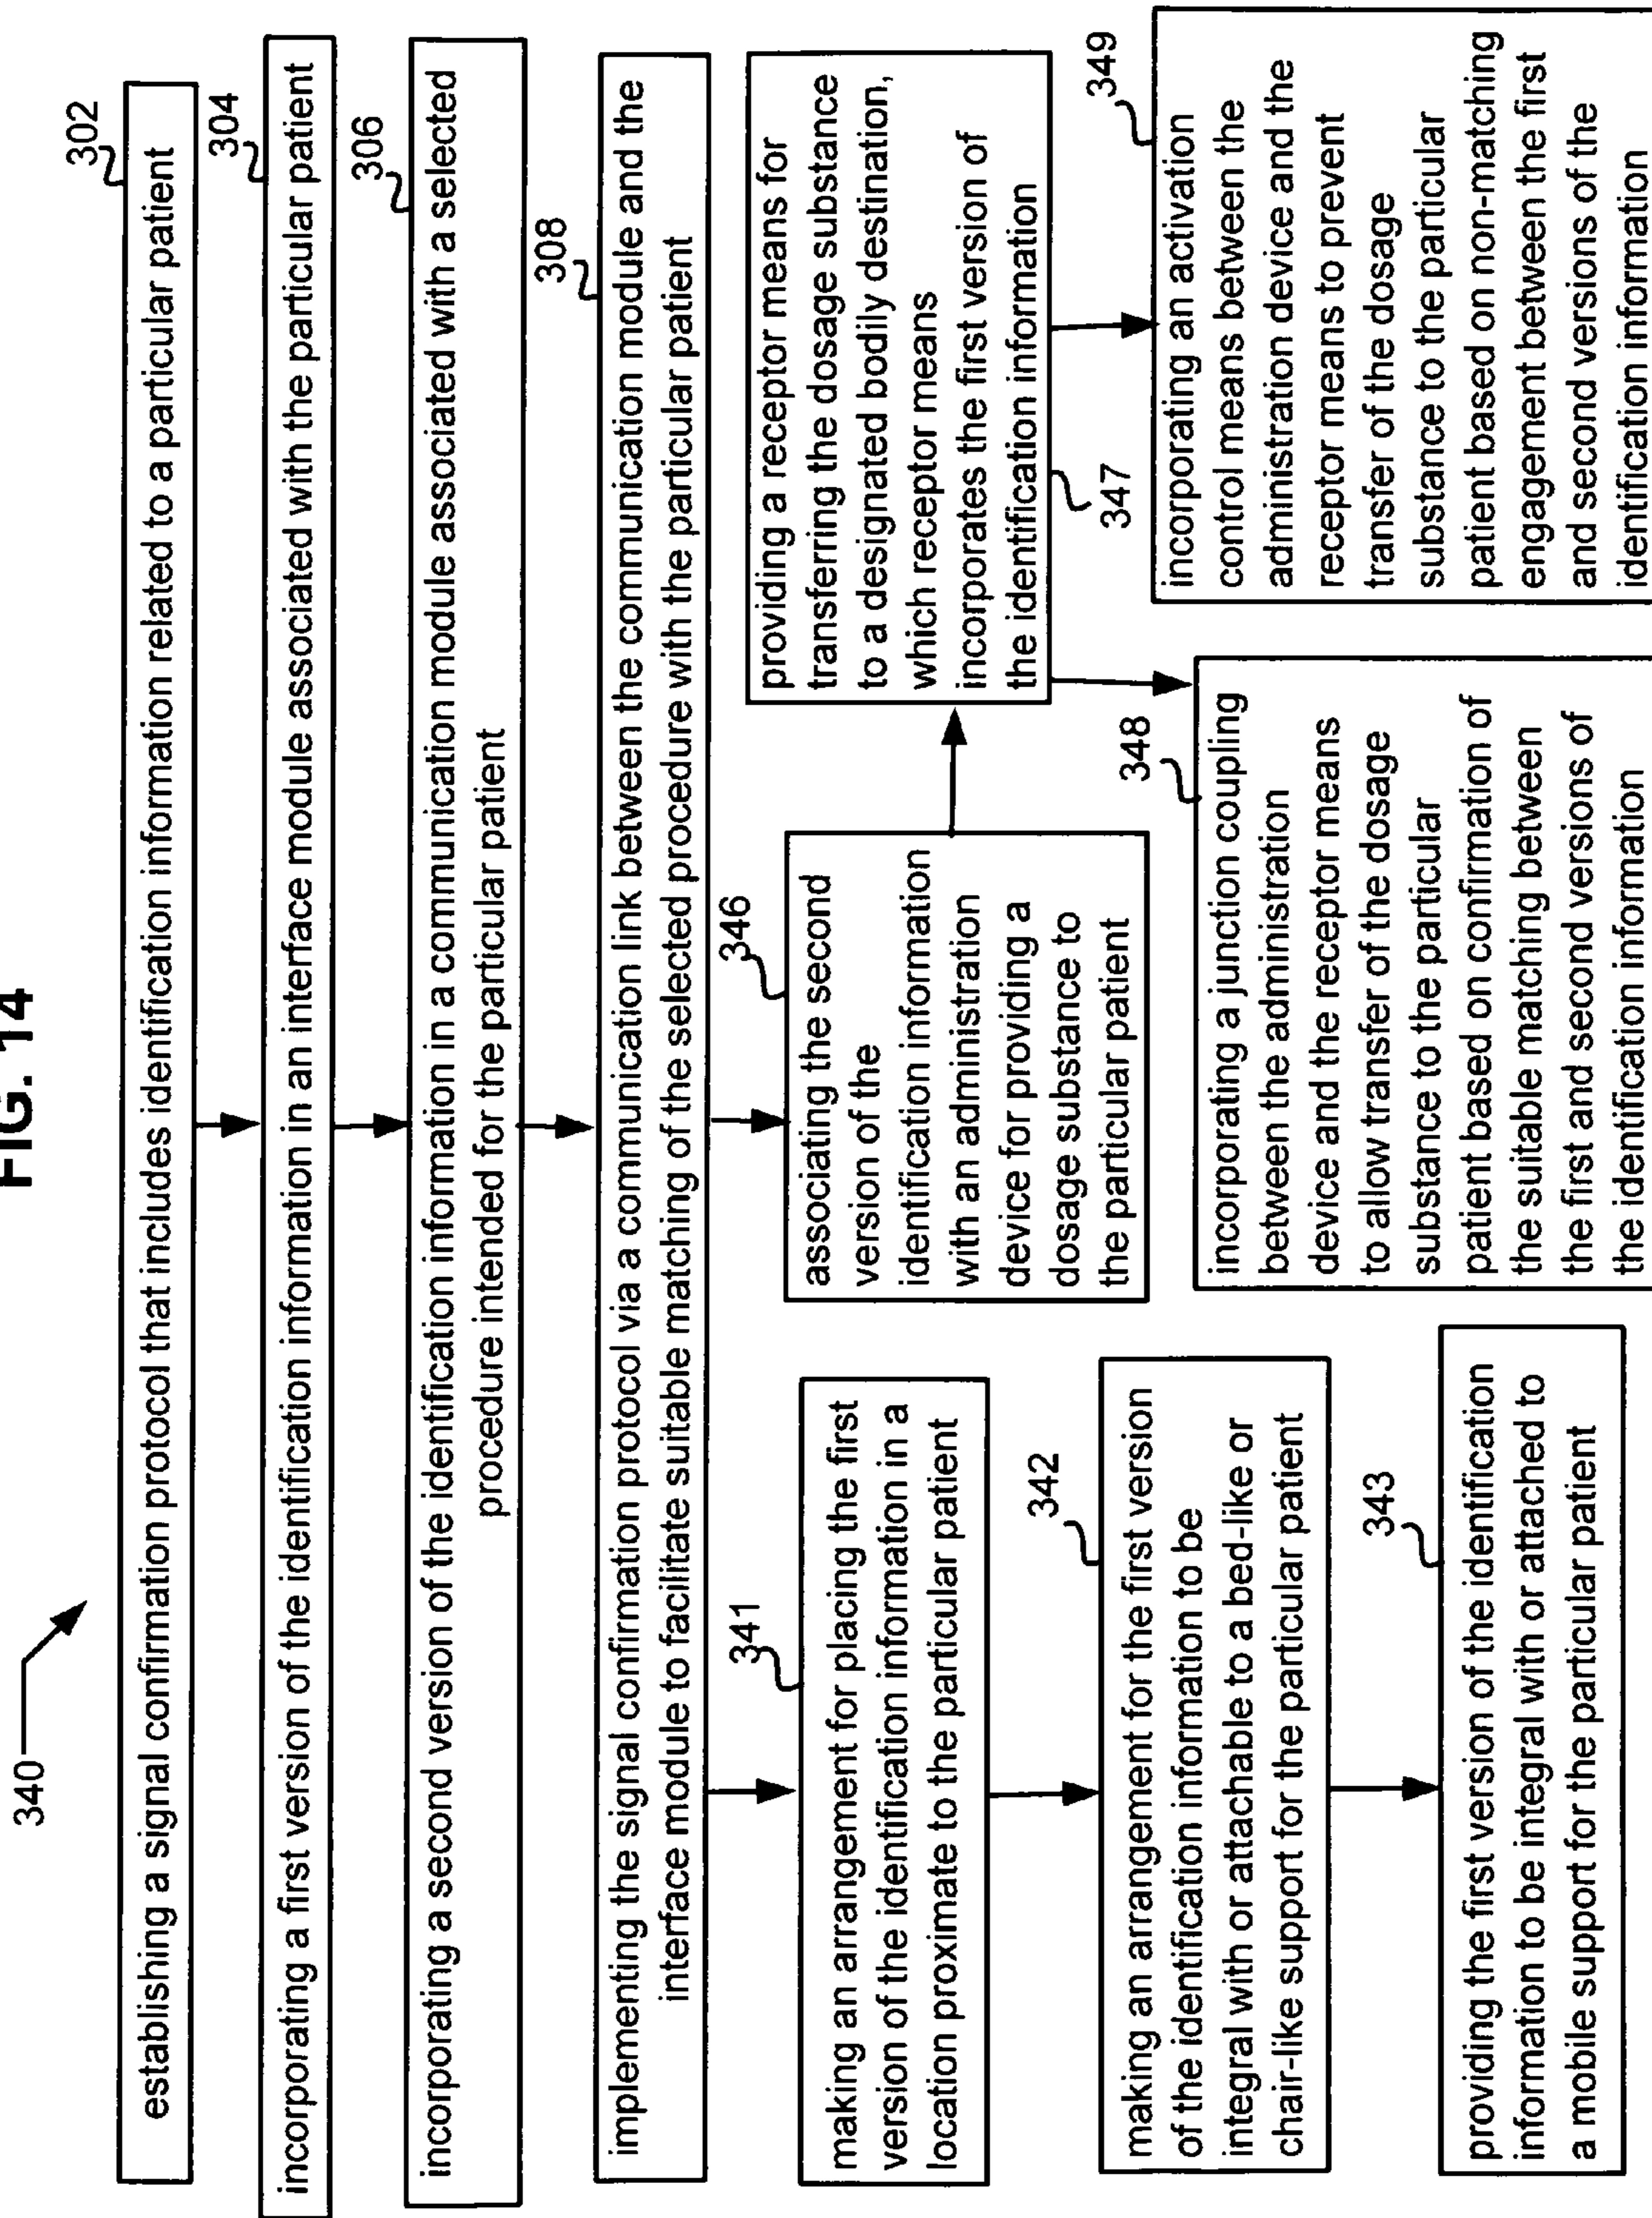 FIG. 14
340
302
establishing a signal confirmation protocol that includes identification information related to a particular patient
304
incorporating a first version of the identification information in an interface module associated with the particular patient
306
incorporating a second version of the identification information in a communication module associated with a selected
procedure intended for the particular patient
308
implementing the signal confirmation protocol via a communication link between the communication module and the
interface module to facilitate suitable matching of the selected procedure with the particular patient
341
making an arrangement for placing the first
version of the identification information in a
location proximate to the particular patient
342
making an arrangement for the first version
of the identification information to be
integral with or attachable to a bed-like or
chair-like support for the particular patient
343
providing the first version of the identification
information to be integral with or attached to
a mobile support for the particular patient
346
associating the second
version of the
identification information
with an administration
device for providing a
dosage substance to
the particular patient
providing a receptor means for
transferring the dosage substance
to a designated bodily destination,
which receptor means
incorporates the first version of
the identification information
347
348
incorporating a junction coupling
between the administration
device and the receptor means
to allow transfer of the dosage
substance to the particular
patient based on confirmation of
the suitable matching between
the first and second versions of
the identification information
349
incorporating an activation
control means between the
administration device and the
receptor means to prevent
transfer of the dosage
substance to the particular
patient based on non-matching
engagement between the first
and second versions of the
identification information